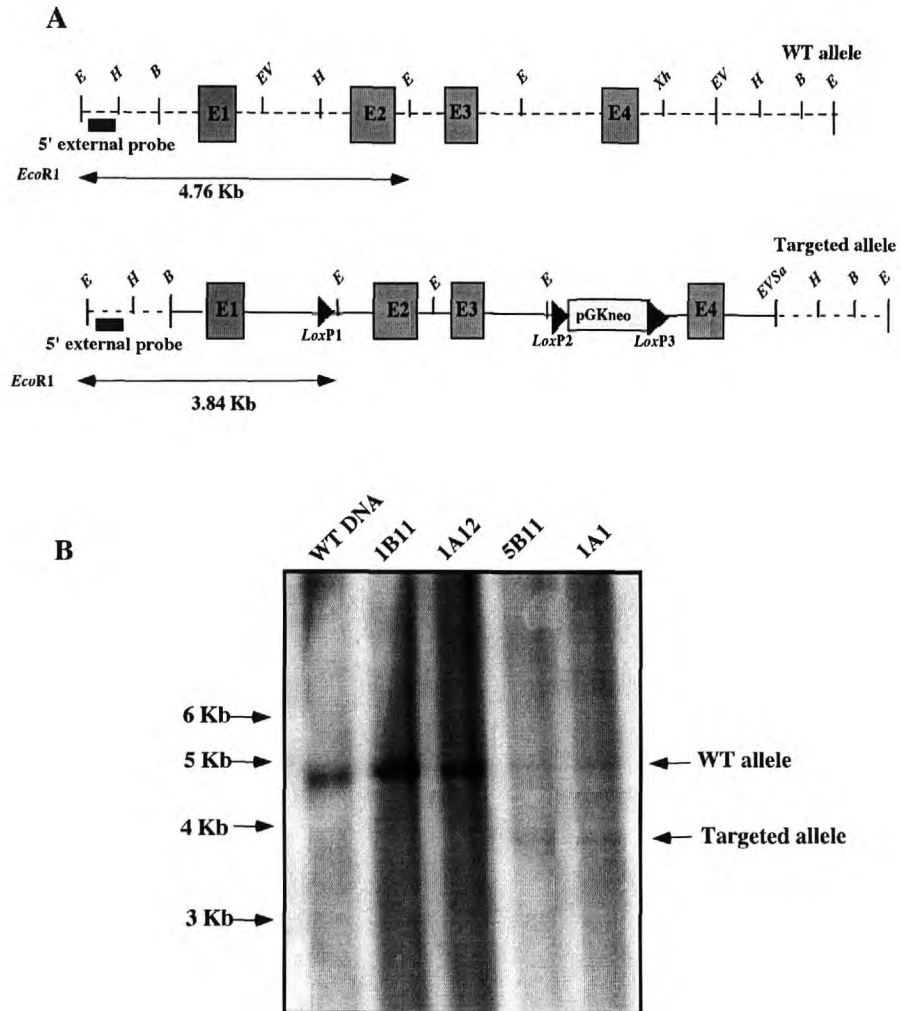 A
WT allele
E H B EV H E E Xh EV H B E
E1 E2 E3 E4
5' external probe
EcoR1
4.76 Kb
Targeted allele
E H B E E E EVSa H B E
E1 E2 E3 pGKneo E4
LoxP1 LoxP2 LoxP3
5' external probe
EcoR1
3.84 Kb
B
WT DNA 1B11 1A12 5B11 1A1
6 Kb
5 Kb
WT allele
4 Kb
Targeted allele
3 Kb